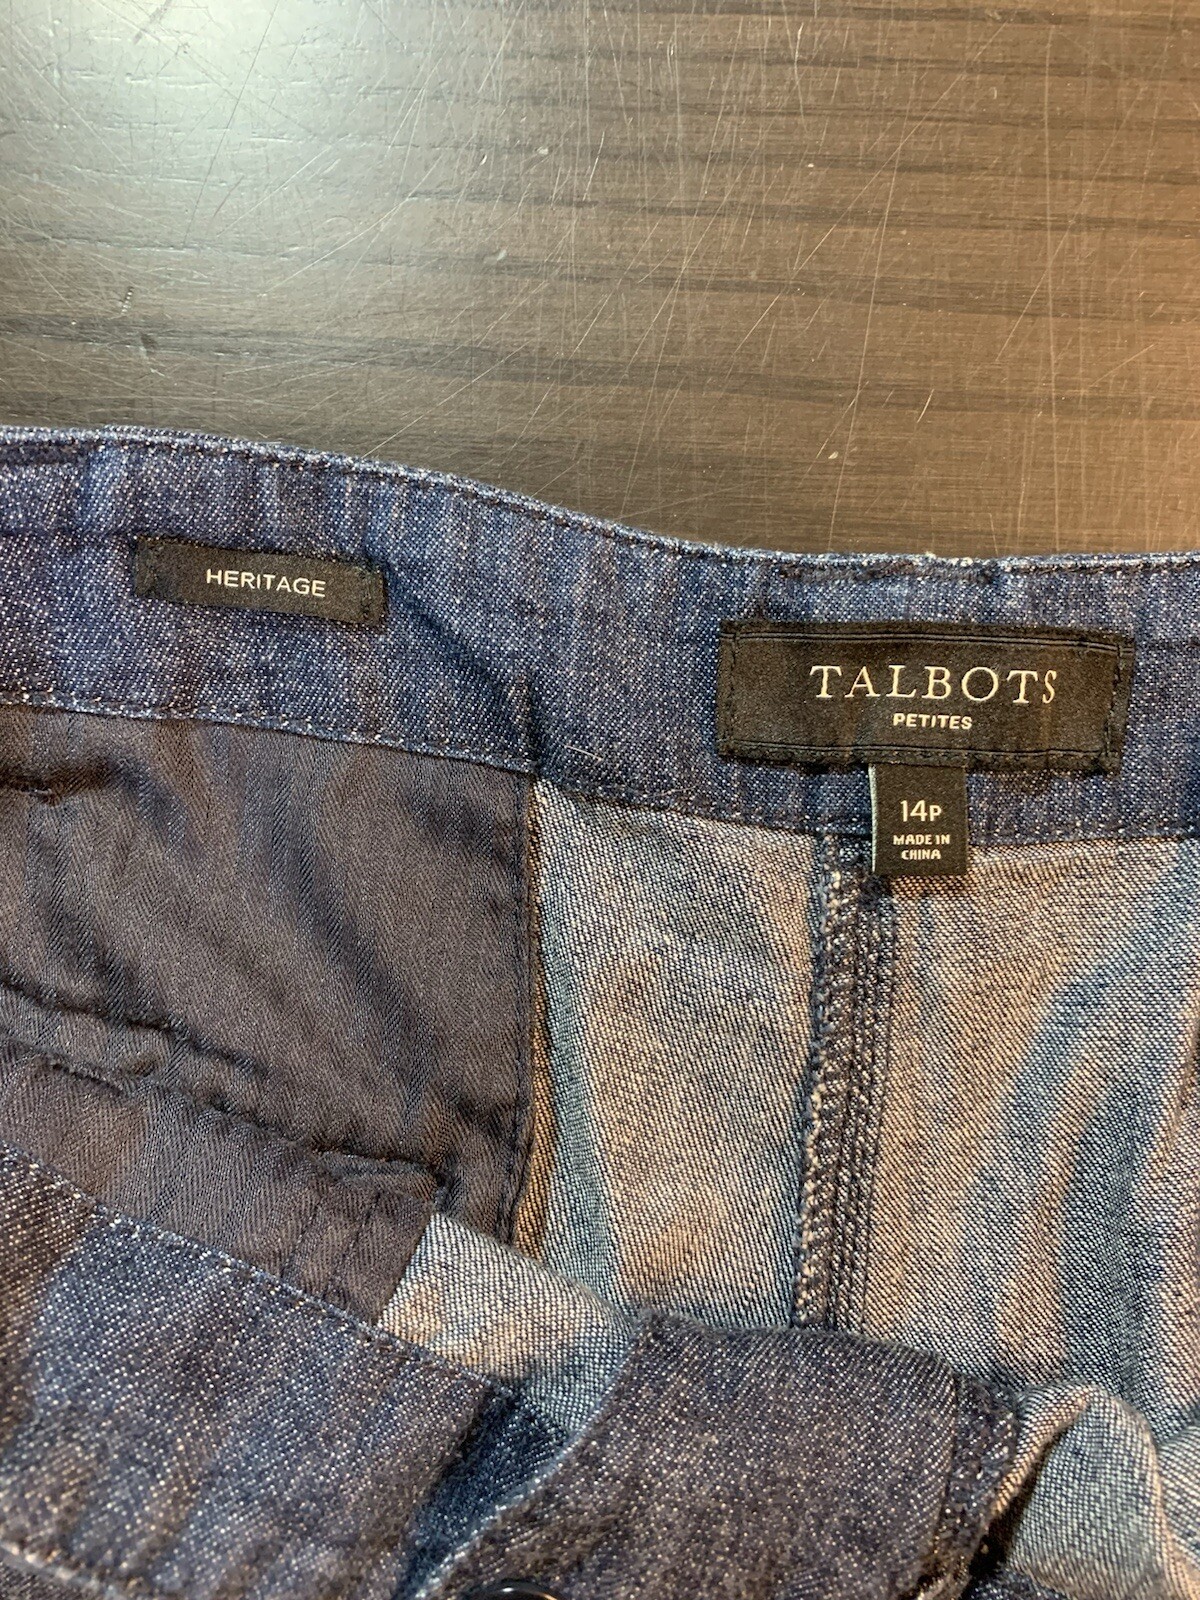 HERITAGE
TALBOTS
PETITES
14P
MADE IN
CHINA